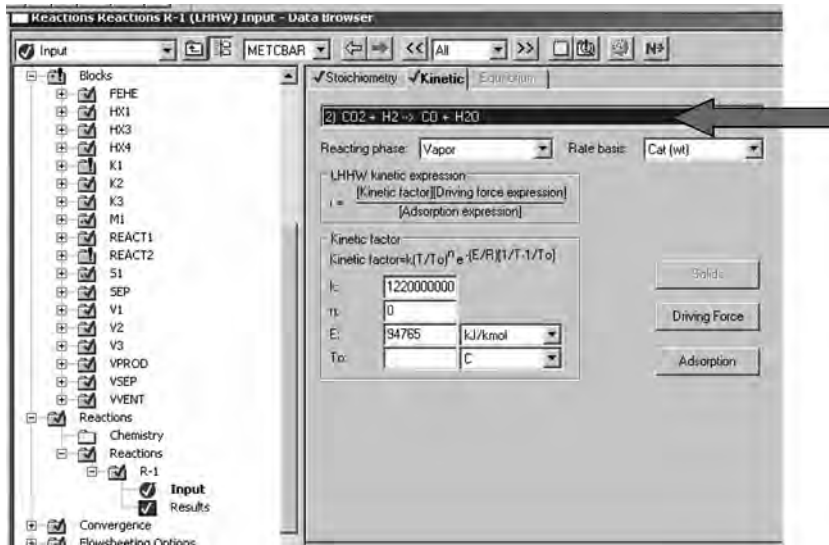 Reactions Reactions R-1 (LHHW) Input - Data Browser
Input METCBAR << All >> N
Blocks
FEHE
HX1
HX3
HX4
K1
K2
K3
M1
REACT1
REACT2
S1
SEP
V1
V2
V3
VPROD
VSEP
VVENT
Reactions
Chemistry
Reactions
R-1
Input
Results
Convergence
Flowsheeting Options
Stoichiometry Kinetic Equilibrium
2) CO2 + H2 -> CO + H2O
Reacting phase: Vapor Rate basis: Cat (wt)
LHHW kinetic expression
r = [Kinetic factor][Driving force expression]
[Adsorption expression]
Kinetic factor
Kinetic factor=k(T/To)^n e^-(E/R)[1/T-1/To]
k: 1220000000
n: 0
E: 94765 kJ/kmol
To: C
Solids
Driving Force
Adsorption